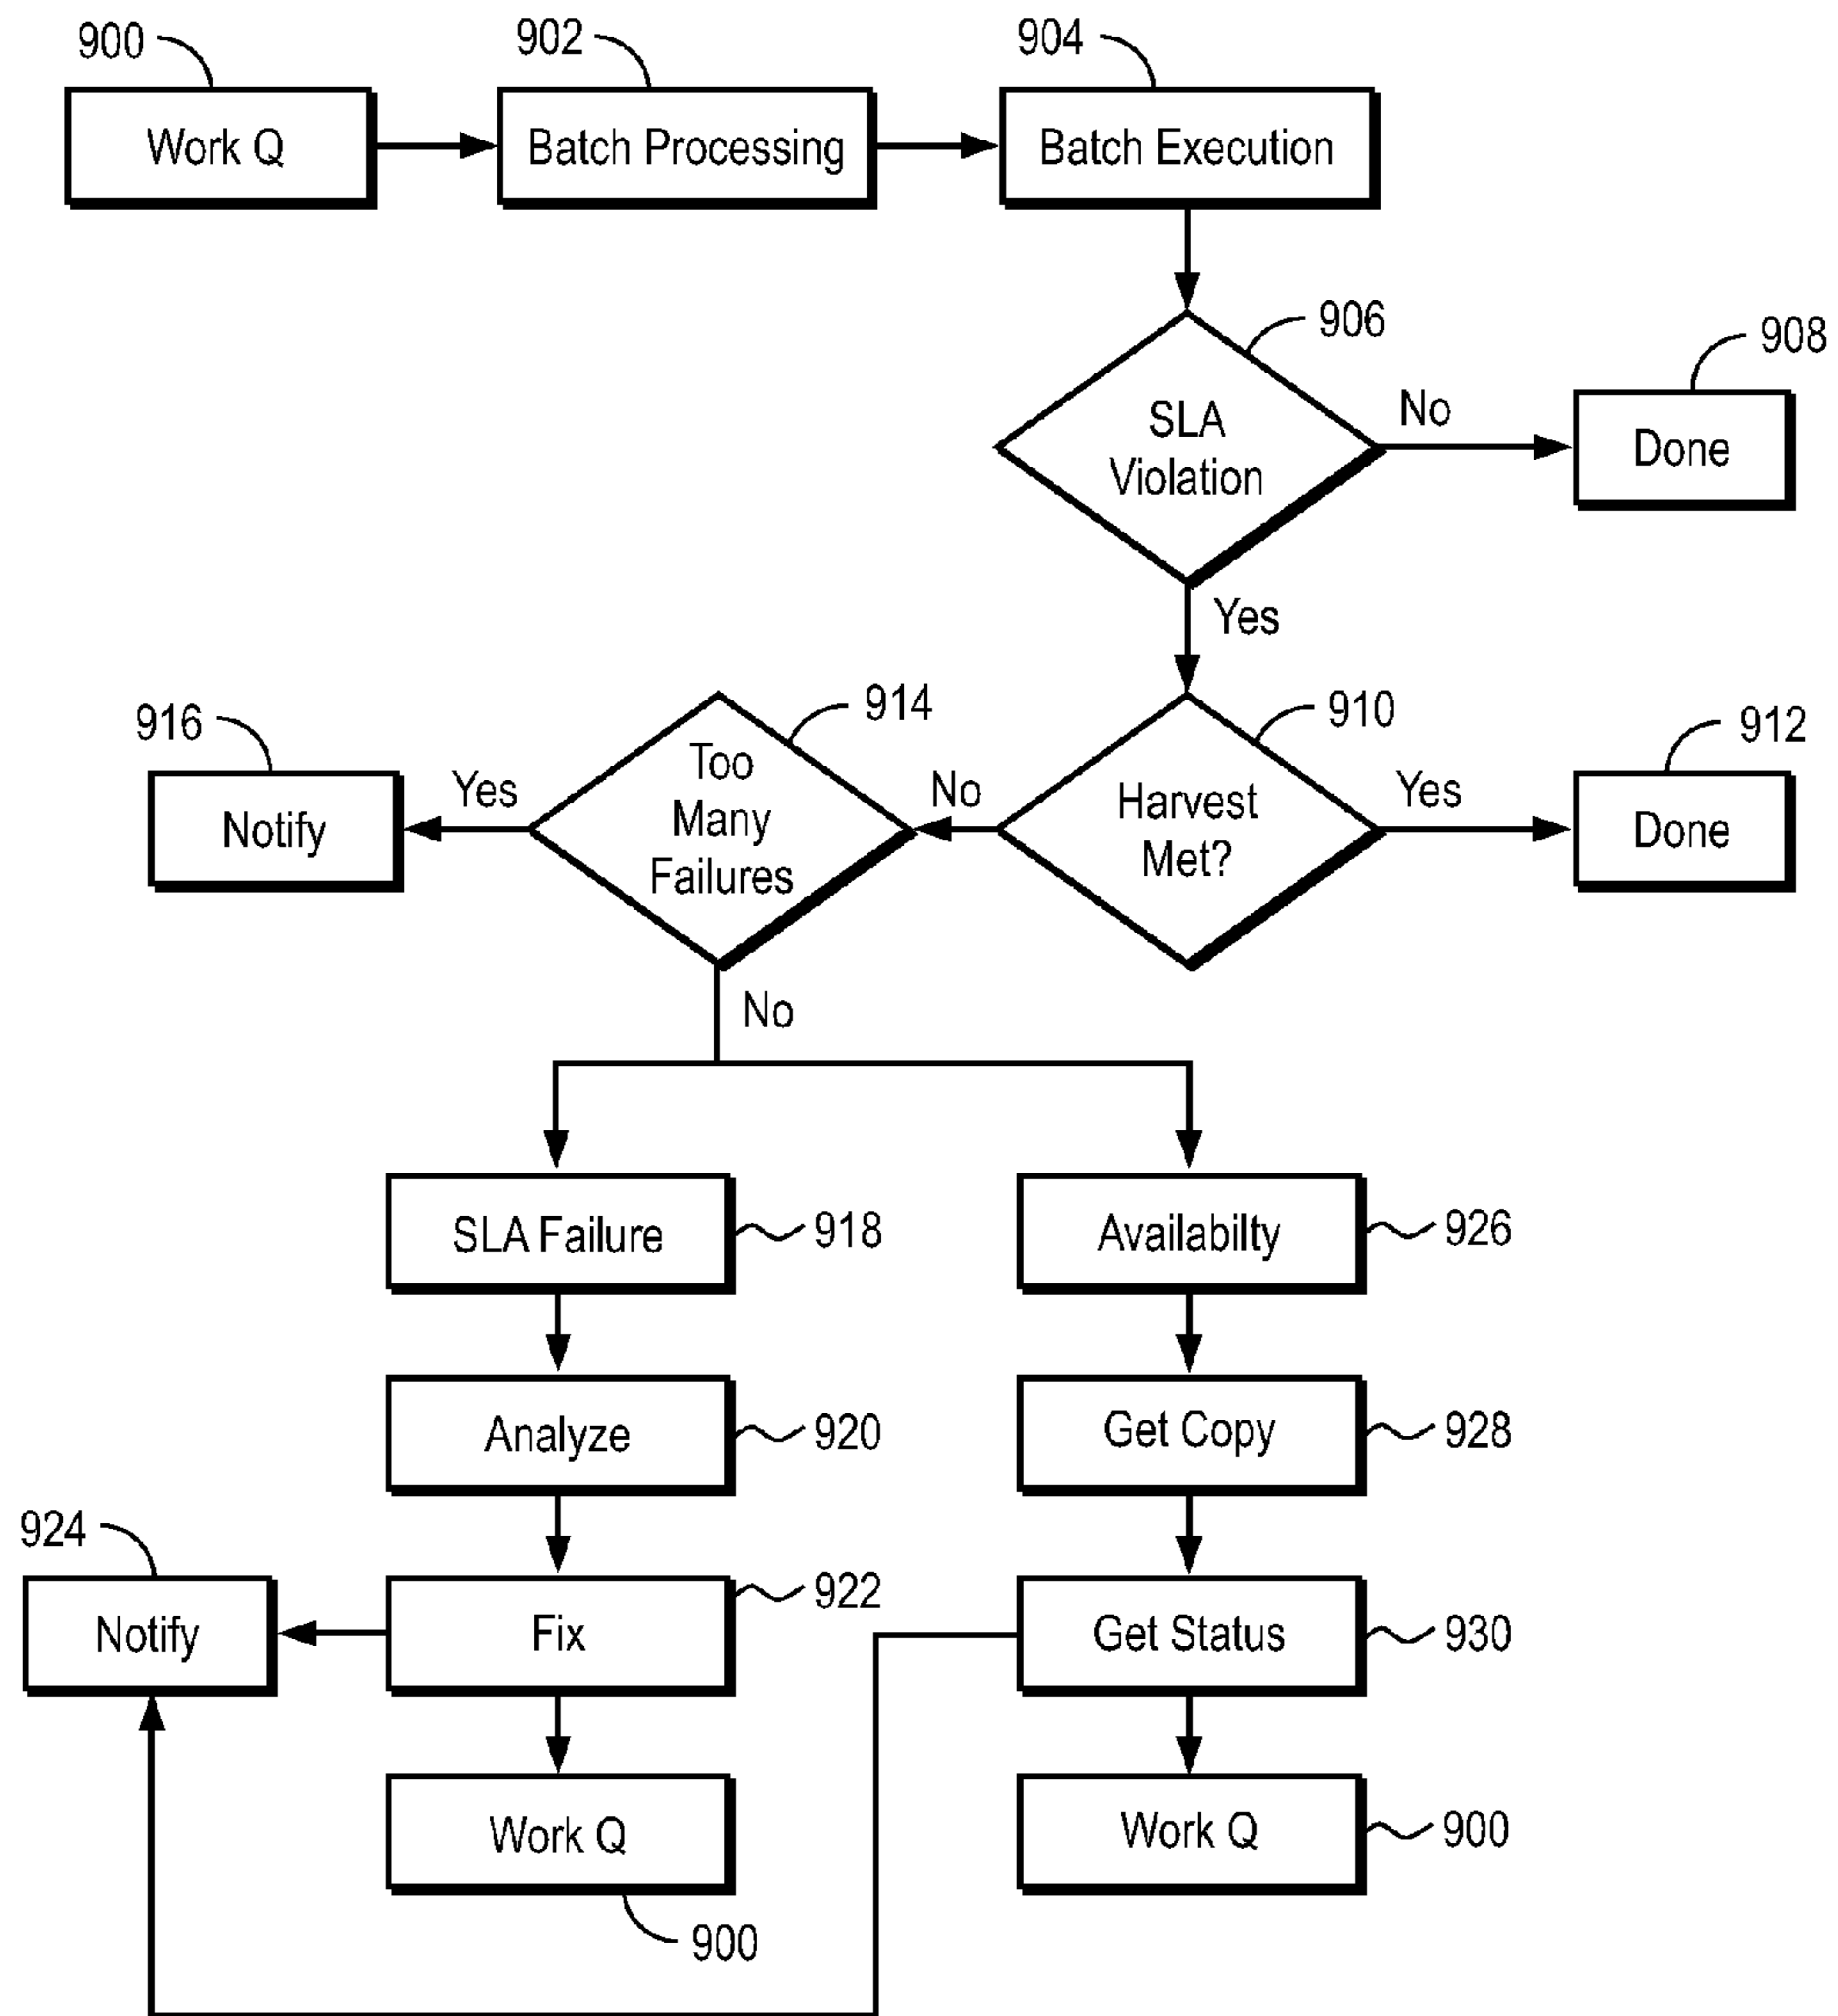 900
902
904
Work Q
Batch Processing
Batch Execution
906
908
SLA
Violation
No
Done
Yes
916
914
910
912
Notify
Yes
Too
Many
Failures
No
Harvest
Met?
Yes
Done
No
SLA Failure
918
Availabilty
926
Analyze
920
Get Copy
928
924
Notify
Fix
922
Get Status
930
Work Q
900
Work Q
900